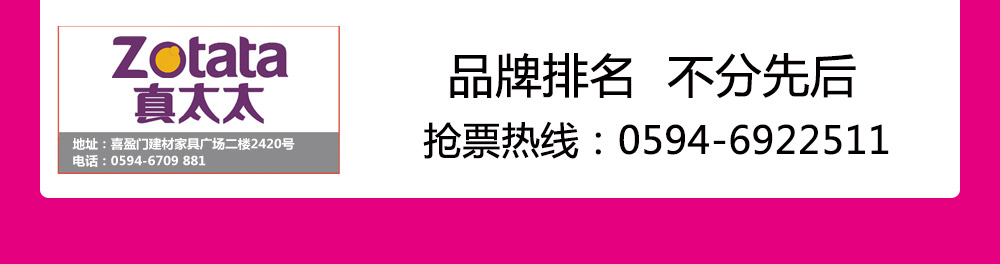 Zotata
真太太
地址：喜盈门建材家具广场二楼2420号
电话：0594-6709 881
品牌排名 不分先后
抢票热线：0594-6922511